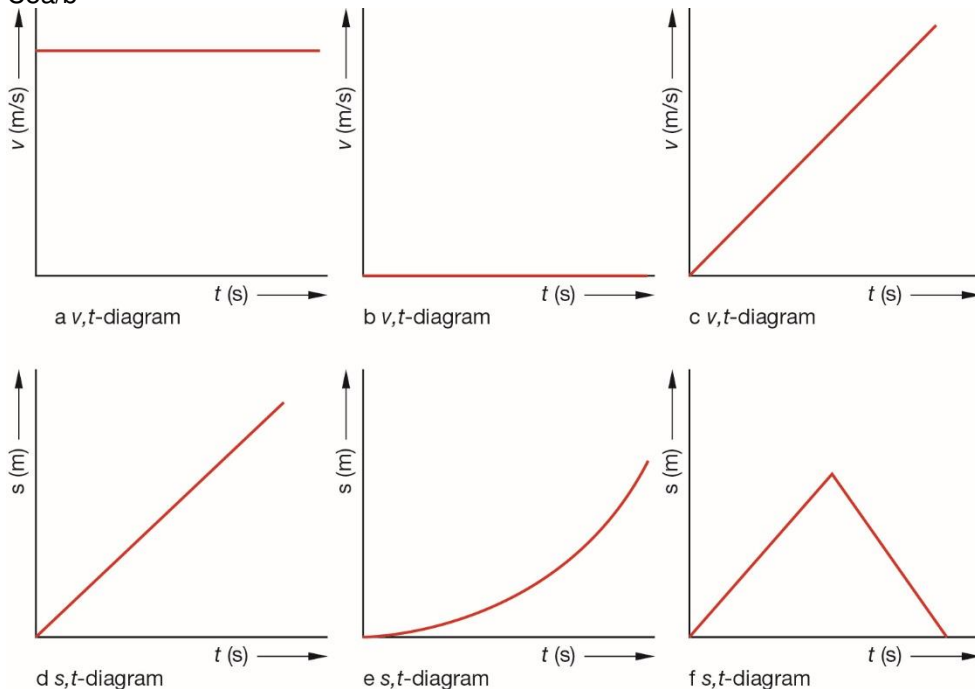 v (m/s)
t (s)
a v,t-diagram
v (m/s)
t (s)
b v,t-diagram
v (m/s)
t (s)
c v,t-diagram
s (m)
t (s)
d s,t-diagram
s (m)
t (s)
e s,t-diagram
s (m)
t (s)
f s,t-diagram